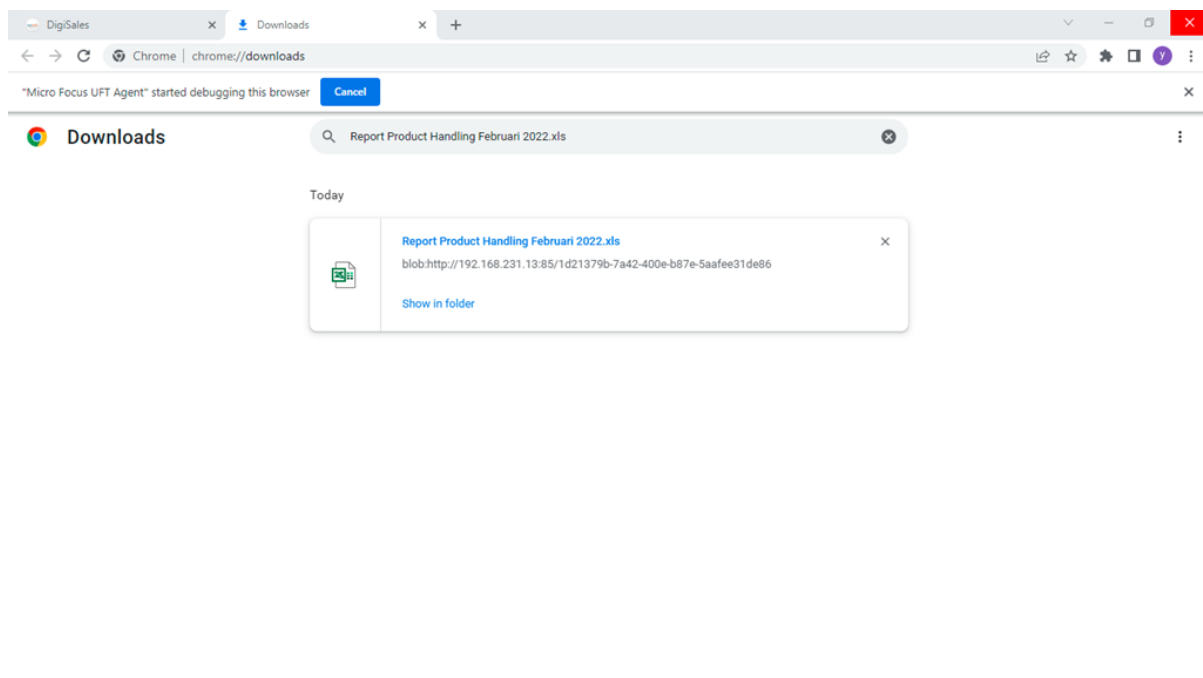 DigiSales
Downloads
Chrome | chrome://downloads
"Micro Focus UFT Agent" started debugging this browser
Cancel
Downloads
Report Product Handling Februari 2022.xls
Today
Report Product Handling Februari 2022.xls
blob:http://192.168.231.13:85/1d21379b-7a42-400e-b87e-5aafee31de86
Show in folder
y